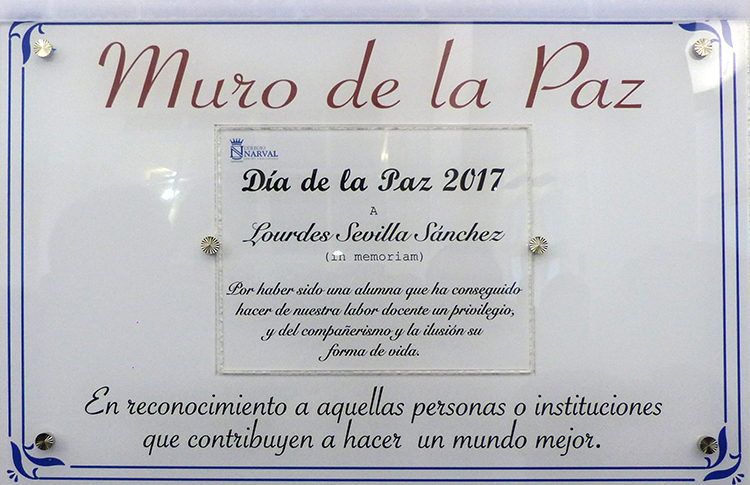 Muro de la Paz
COLEGIO
NARVAL
Día de la Paz 2017
A
Lourdes Sevilla Sánchez
(in memoriam)
Por haber sido una alumna que ha conseguido
hacer de nuestra labor docente un privilegio,
y del compañerismo y la ilusión su
forma de vida.
En reconocimiento a aquellas personas o instituciones
que contribuyen a hacer un mundo mejor.